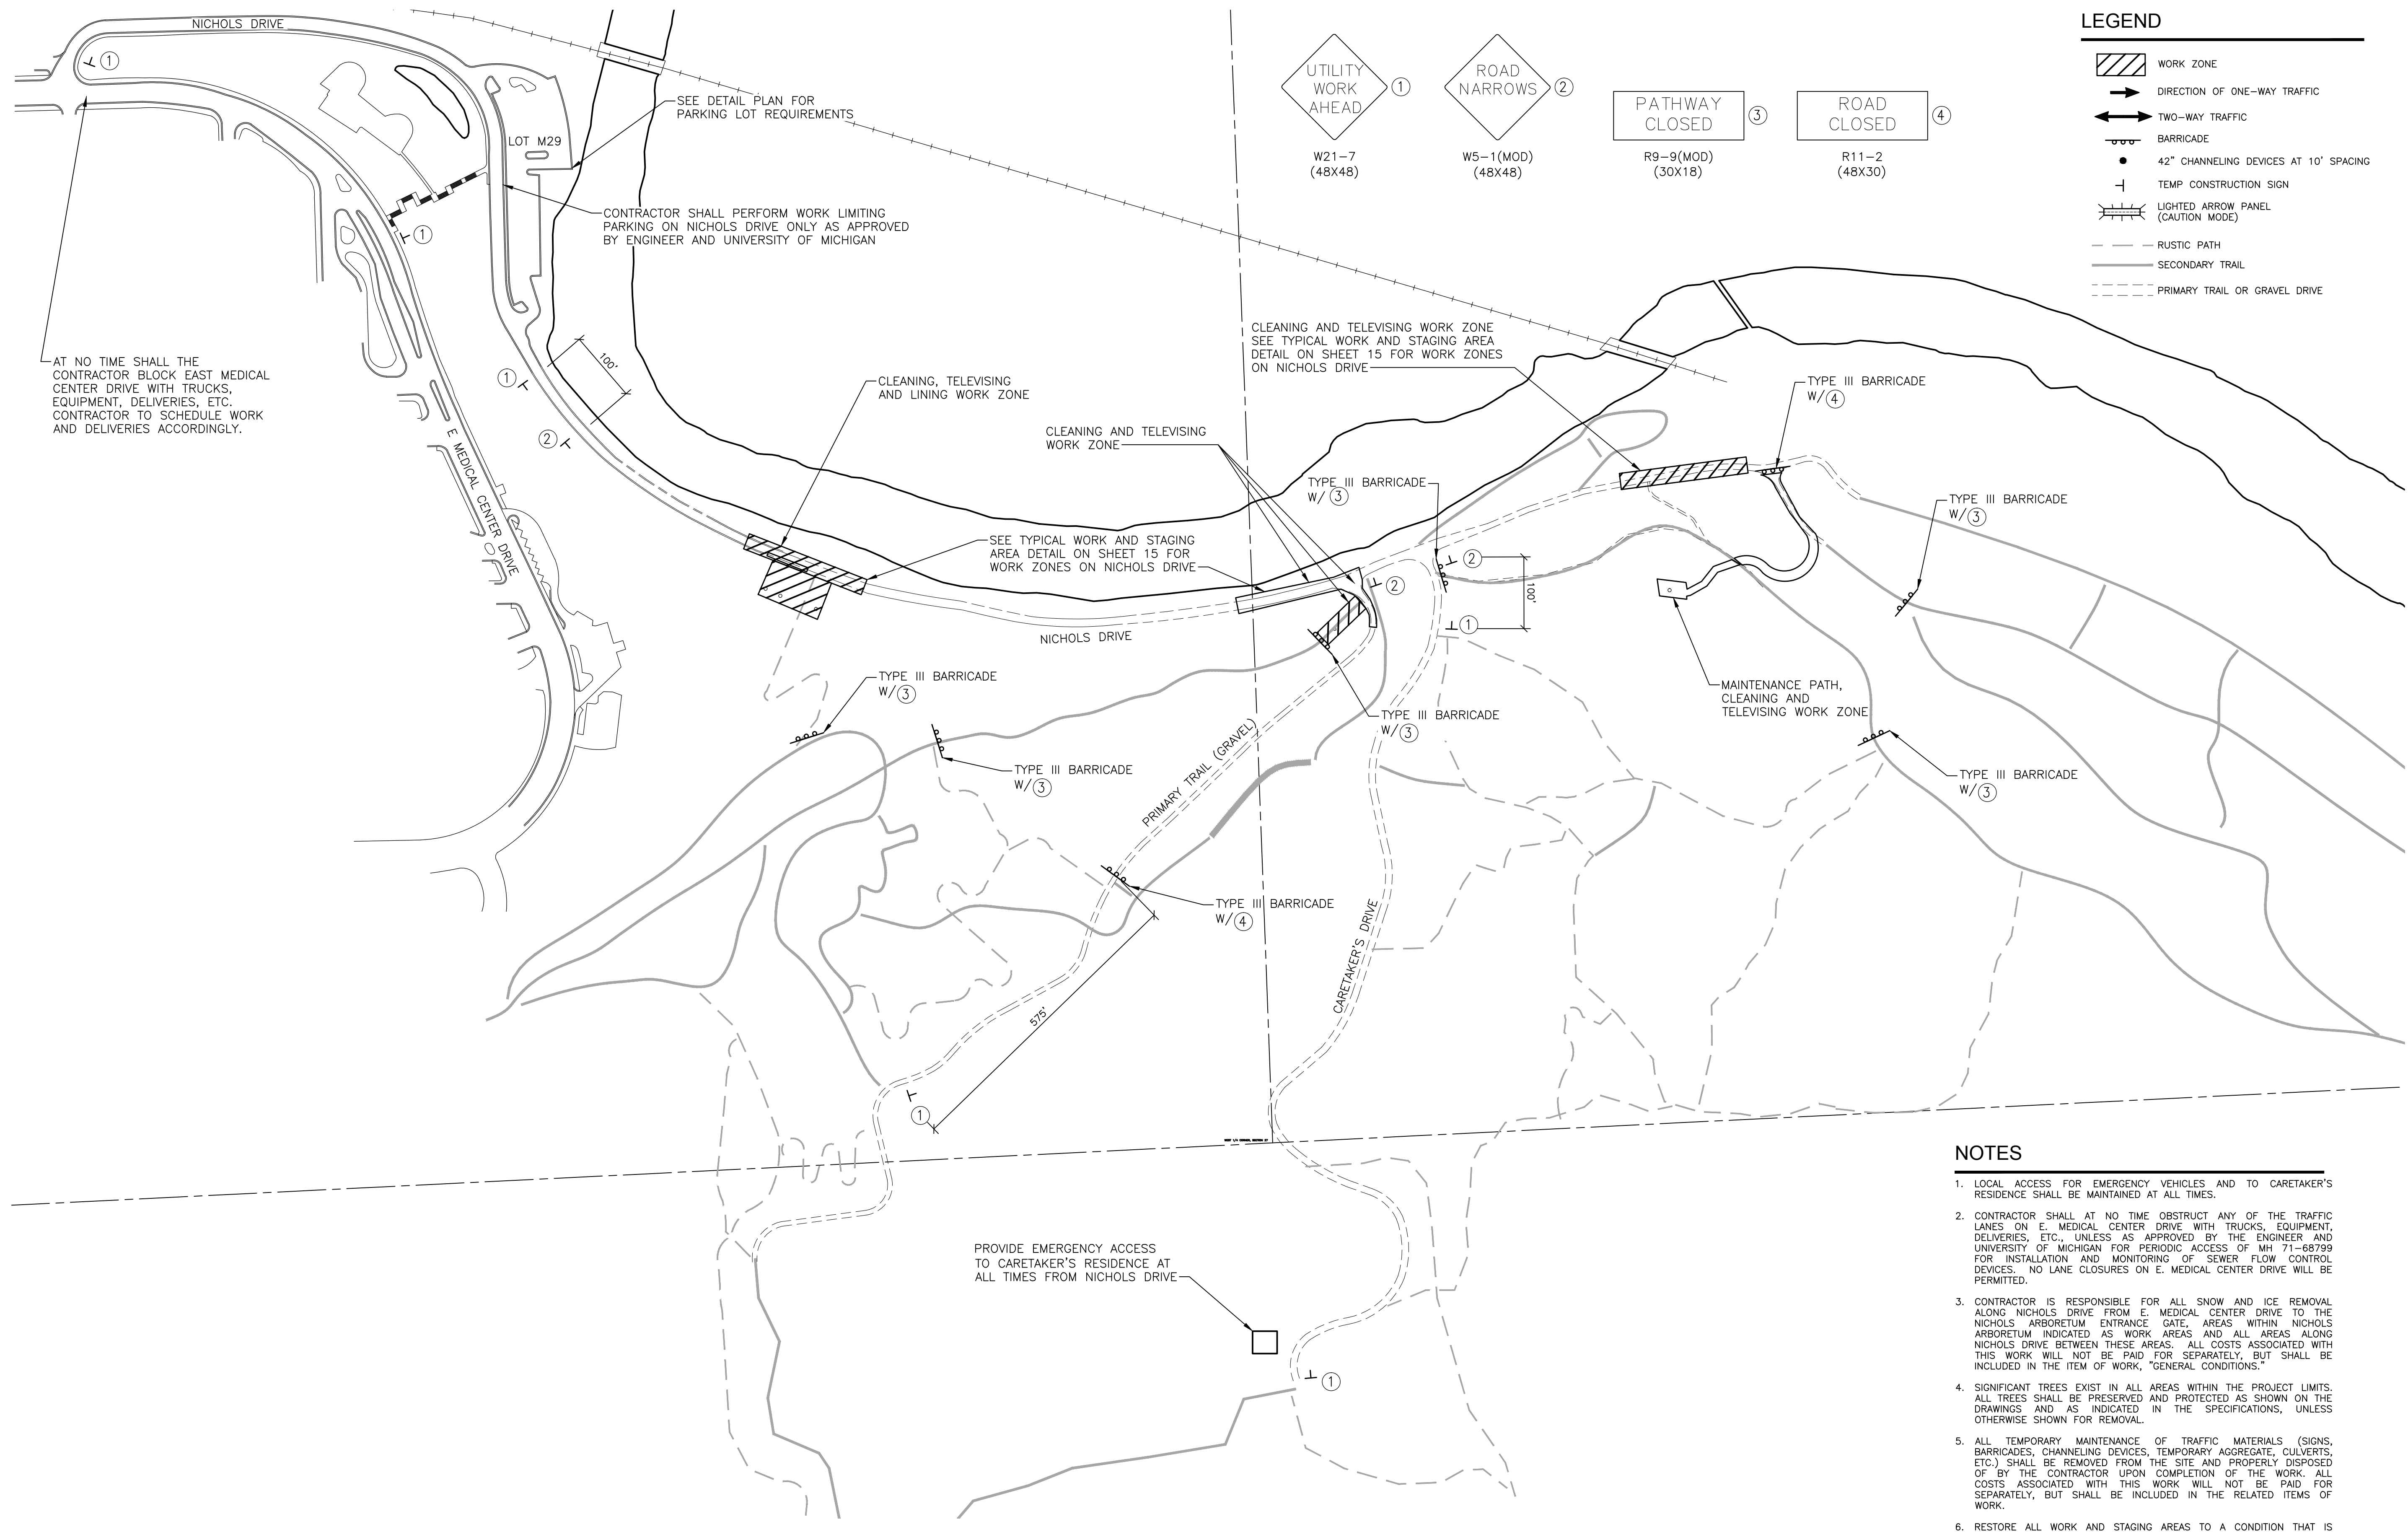 NICHOLS DRIVE
1
SEE DETAIL PLAN FOR
PARKING LOT REQUIREMENTS
LOT M29
CONTRACTOR SHALL PERFORM WORK LIMITING
PARKING ON NICHOLS DRIVE ONLY AS APPROVED
BY ENGINEER AND UNIVERSITY OF MICHIGAN
1
AT NO TIME SHALL THE
CONTRACTOR BLOCK EAST MEDICAL
CENTER DRIVE WITH TRUCKS,
EQUIPMENT, DELIVERIES, ETC.
CONTRACTOR TO SCHEDULE WORK
AND DELIVERIES ACCORDINGLY.
E MEDICAL CENTER DRIVE
1
2
100'
CLEANING, TELEVISING
AND LINING WORK ZONE
UTILITY
WORK
AHEAD
1
W21-7
(48X48)
ROAD
NARROWS
2
W5-1(MOD)
(48X48)
PATHWAY
CLOSED
3
R9-9(MOD)
(30X18)
ROAD
CLOSED
4
R11-2
(48X30)
LEGEND
WORK ZONE
DIRECTION OF ONE-WAY TRAFFIC
TWO-WAY TRAFFIC
BARRICADE
42" CHANNELING DEVICES AT 10' SPACING
TEMP CONSTRUCTION SIGN
LIGHTED ARROW PANEL
(CAUTION MODE)
RUSTIC PATH
SECONDARY TRAIL
PRIMARY TRAIL OR GRAVEL DRIVE
CLEANING AND TELEVISING WORK ZONE
SEE TYPICAL WORK AND STAGING AREA
DETAIL ON SHEET 15 FOR WORK ZONES
ON NICHOLS DRIVE
CLEANING AND TELEVISING
WORK ZONE
TYPE III BARRICADE
W/4
TYPE III BARRICADE
W/3
TYPE III BARRICADE
W/3
SEE TYPICAL WORK AND STAGING
AREA DETAIL ON SHEET 15 FOR
WORK ZONES ON NICHOLS DRIVE
2
2
100'
1
NICHOLS DRIVE
TYPE III BARRICADE
W/3
MAINTENANCE PATH,
CLEANING AND
TELEVISING WORK ZONE
TYPE III BARRICADE
W/3
TYPE III BARRICADE
W/3
TYPE III BARRICADE
W/3
PRIMARY TRAIL (GRAVEL)
TYPE III BARRICADE
W/4
CARETAKER'S DRIVE
575'
1
PROVIDE EMERGENCY ACCESS
TO CARETAKER'S RESIDENCE AT
ALL TIMES FROM NICHOLS DRIVE
1
NOTES
1. LOCAL ACCESS FOR EMERGENCY VEHICLES AND TO CARETAKER'S
RESIDENCE SHALL BE MAINTAINED AT ALL TIMES.
2. CONTRACTOR SHALL AT NO TIME OBSTRUCT ANY OF THE TRAFFIC
LANES ON E. MEDICAL CENTER DRIVE WITH TRUCKS, EQUIPMENT,
DELIVERIES, ETC., UNLESS AS APPROVED BY THE ENGINEER AND
UNIVERSITY OF MICHIGAN FOR PERIODIC ACCESS OF MH 71-68799
FOR INSTALLATION AND MONITORING OF SEWER FLOW CONTROL
DEVICES. NO LANE CLOSURES ON E. MEDICAL CENTER DRIVE WILL BE
PERMITTED.
3. CONTRACTOR IS RESPONSIBLE FOR ALL SNOW AND ICE REMOVAL
ALONG NICHOLS DRIVE FROM E. MEDICAL CENTER DRIVE TO THE
NICHOLS ARBORETUM ENTRANCE GATE, AREAS WITHIN NICHOLS
ARBORETUM INDICATED AS WORK AREAS AND ALL AREAS ALONG
NICHOLS DRIVE BETWEEN THESE AREAS. ALL COSTS ASSOCIATED WITH
THIS WORK WILL NOT BE PAID FOR SEPARATELY, BUT SHALL BE
INCLUDED IN THE ITEM OF WORK, "GENERAL CONDITIONS."
4. SIGNIFICANT TREES EXIST IN ALL AREAS WITHIN THE PROJECT LIMITS.
ALL TREES SHALL BE PRESERVED AND PROTECTED AS SHOWN ON THE
DRAWINGS AND AS INDICATED IN THE SPECIFICATIONS, UNLESS
OTHERWISE SHOWN FOR REMOVAL.
5. ALL TEMPORARY MAINTENANCE OF TRAFFIC MATERIALS (SIGNS,
BARRICADES, CHANNELING DEVICES, TEMPORARY AGGREGATE, CULVERTS,
ETC.) SHALL BE REMOVED FROM THE SITE AND PROPERLY DISPOSED
OF BY THE CONTRACTOR UPON COMPLETION OF THE WORK. ALL
COSTS ASSOCIATED WITH THIS WORK WILL NOT BE PAID FOR
SEPARATELY, BUT SHALL BE INCLUDED IN THE RELATED ITEMS OF
WORK.
6. RESTORE ALL WORK AND STAGING AREAS TO A CONDITION THAT IS